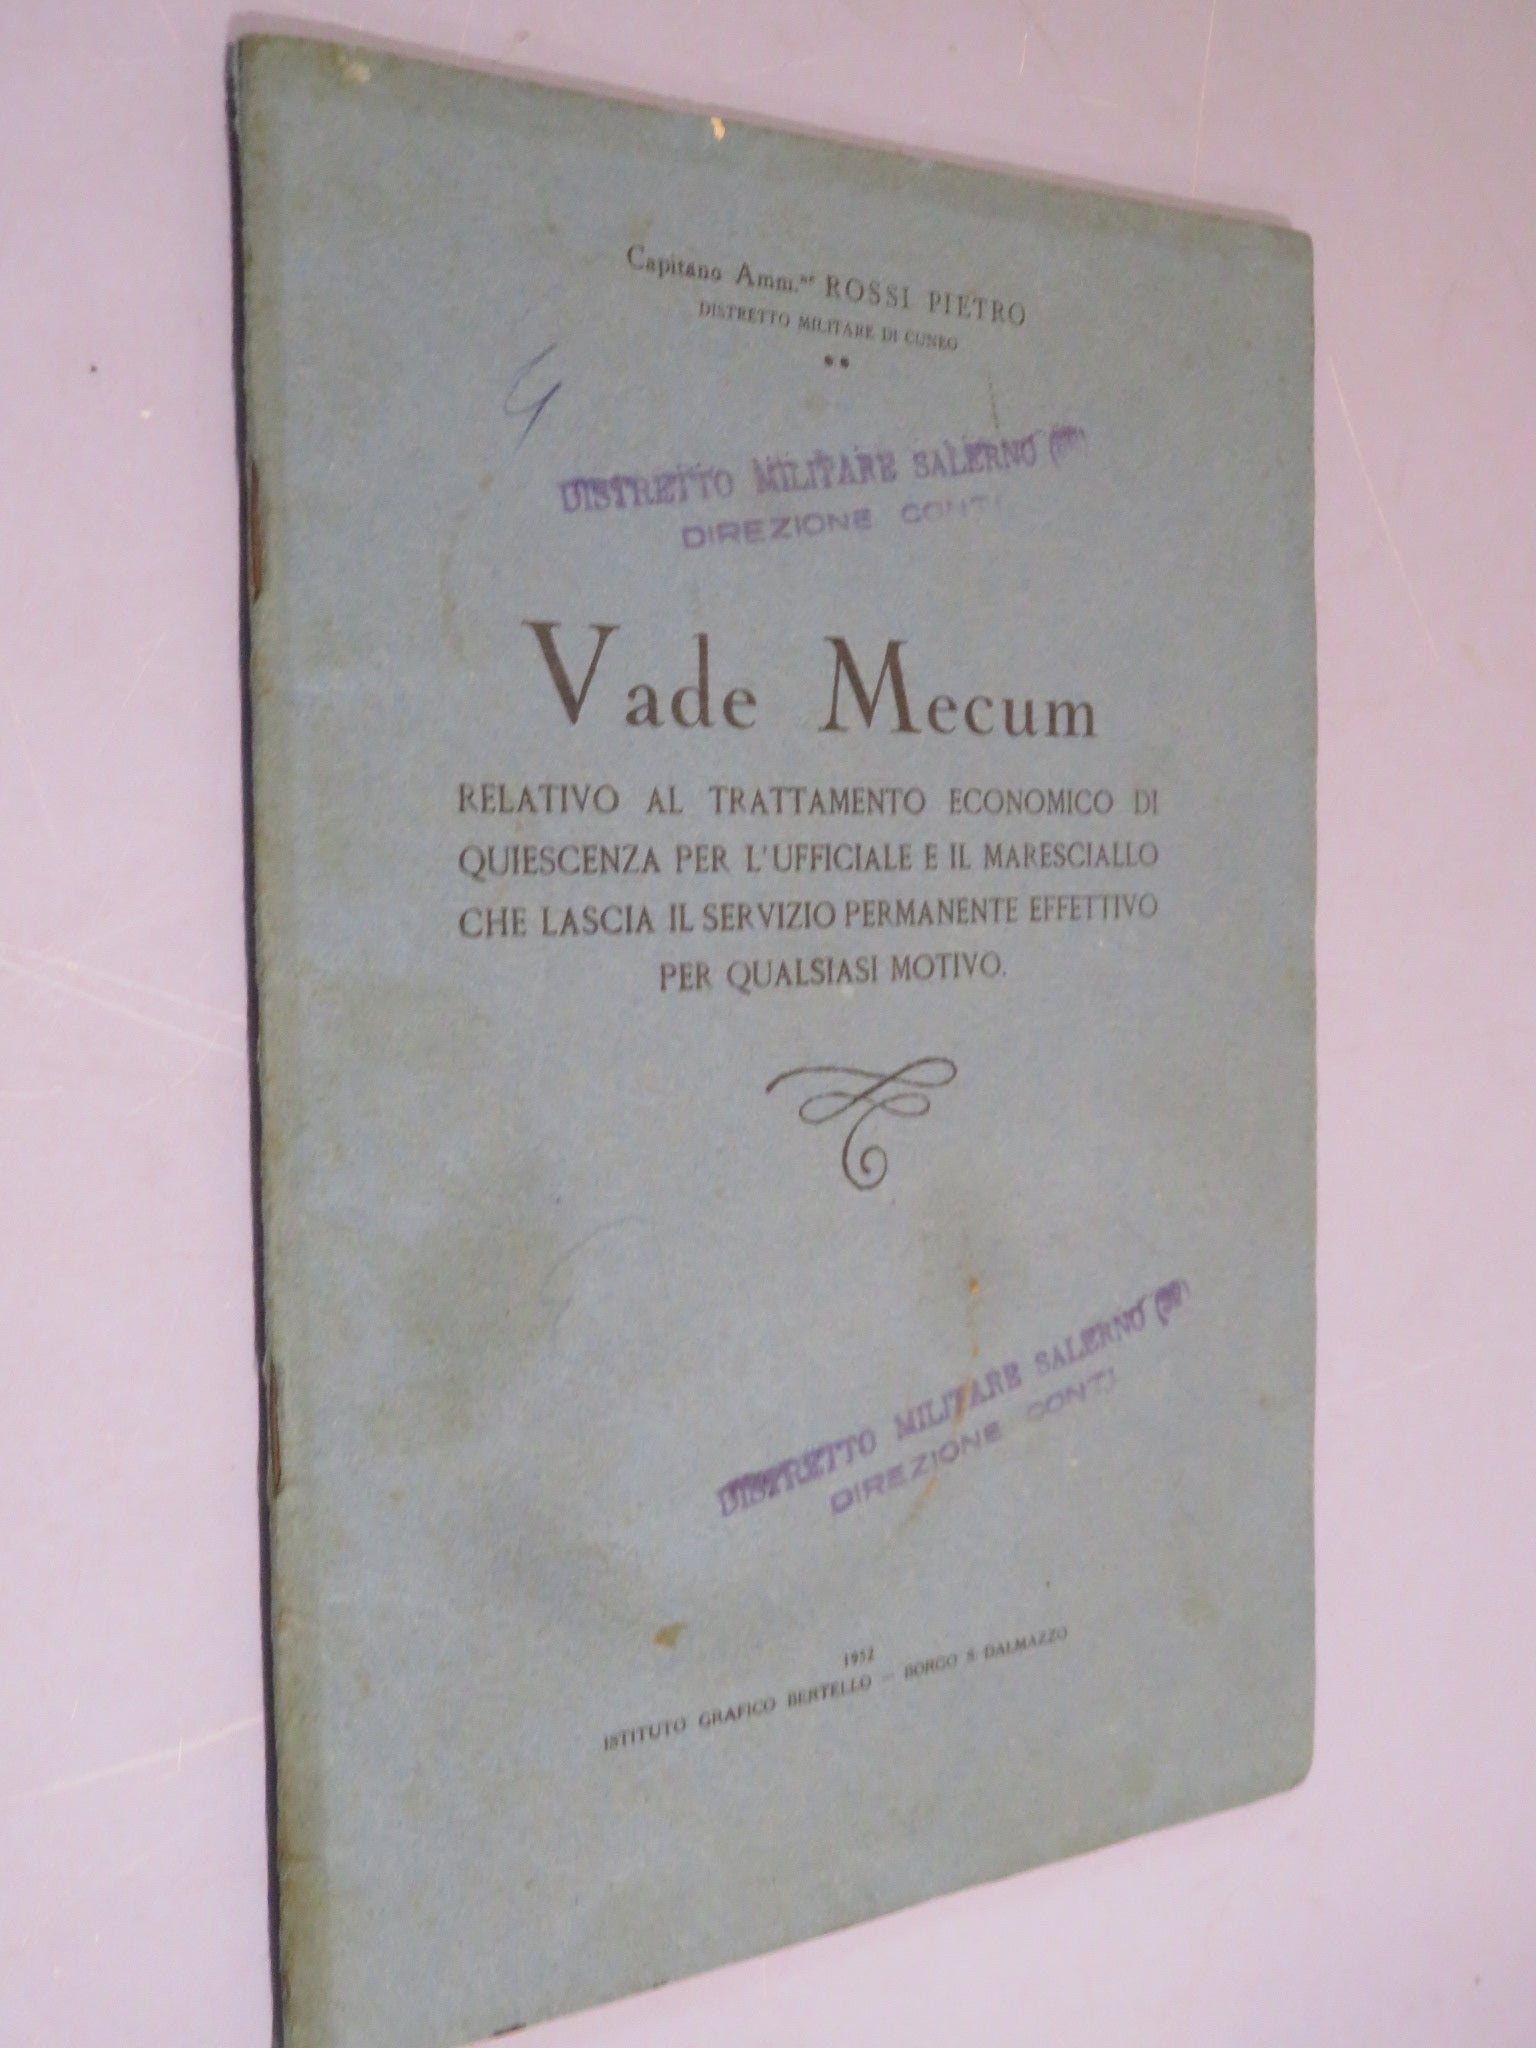 Capitano Amm.re ROSSI PIETRO
DISTRETTO MILITARE DI CUNEO
DISTRETTO MILITARE SALERNO
DIREZIONE CONTI
Vade Mecum
RELATIVO AL TRATTAMENTO ECONOMICO DI
QUIESCENZA PER L'UFFICIALE E IL MARESCIALLO
CHE LASCIA IL SERVIZIO PERMANENTE EFFETTIVO
PER QUALSIASI MOTIVO.
DISTRETTO MILITARE SALERNO
DIREZIONE CONTI
1952
ISTITUTO GRAFICO BERTELLO - BORGO S. DALMAZZO